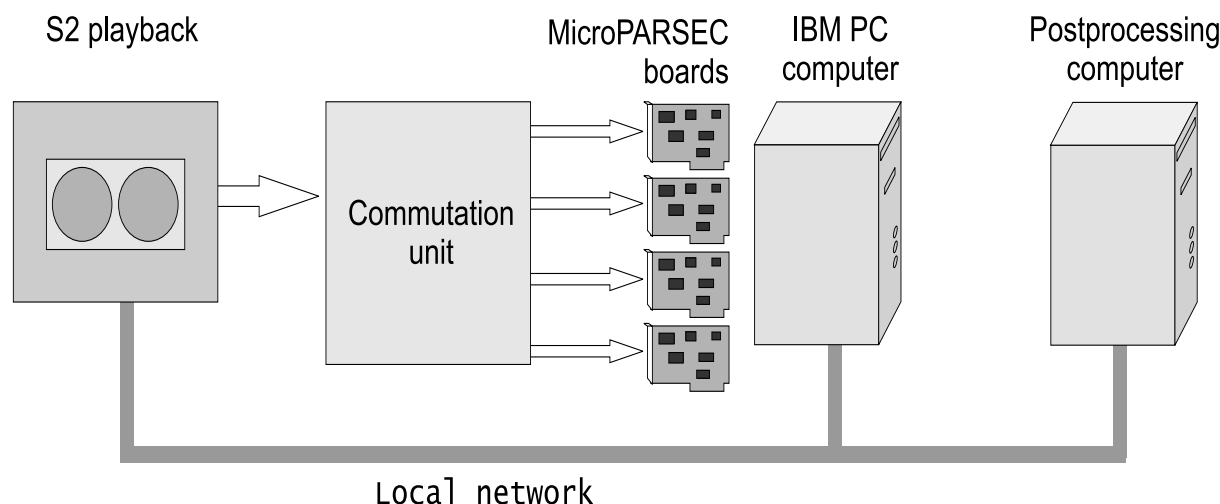 S2 playback
MicroPARSEC
boards
IBM PC
computer
Postprocessing
computer
Commutation
unit
Local network